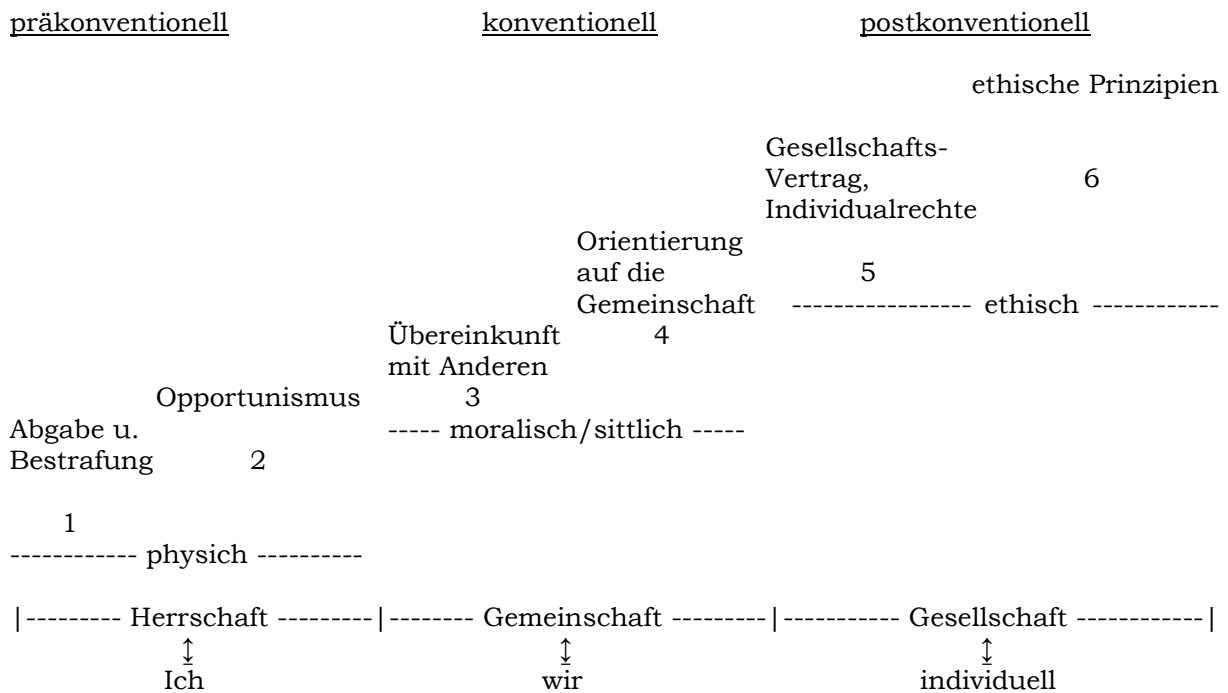 präkonventionell konventionell postkonventionell
ethische Prinzipien
Gesellschafts-
Vertrag, 6
Individualrechte
Orientierung
auf die 5
Gemeinschaft ----------------- ethisch ------------
Übereinkunft 4
mit Anderen
Opportunismus 3
Abgabe u. ----- moralisch/sittlich -----
Bestrafung 2
1
------------ physich ----------
|--------- Herrschaft ---------|-------- Gemeinschaft ---------|----------- Gesellschaft ------------|
↕ ↕ ↕
Ich wir individuell